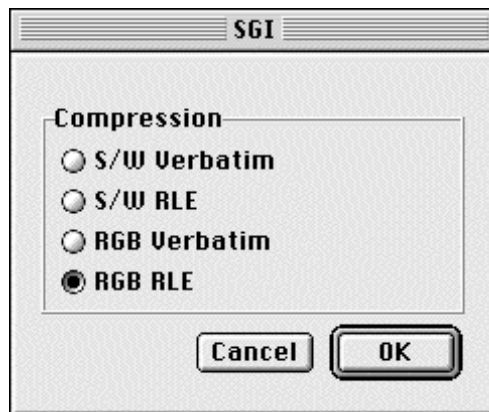 SGI
Compression
S/W Verbatim
S/W RLE
RGB Verbatim
RGB RLE
Cancel OK